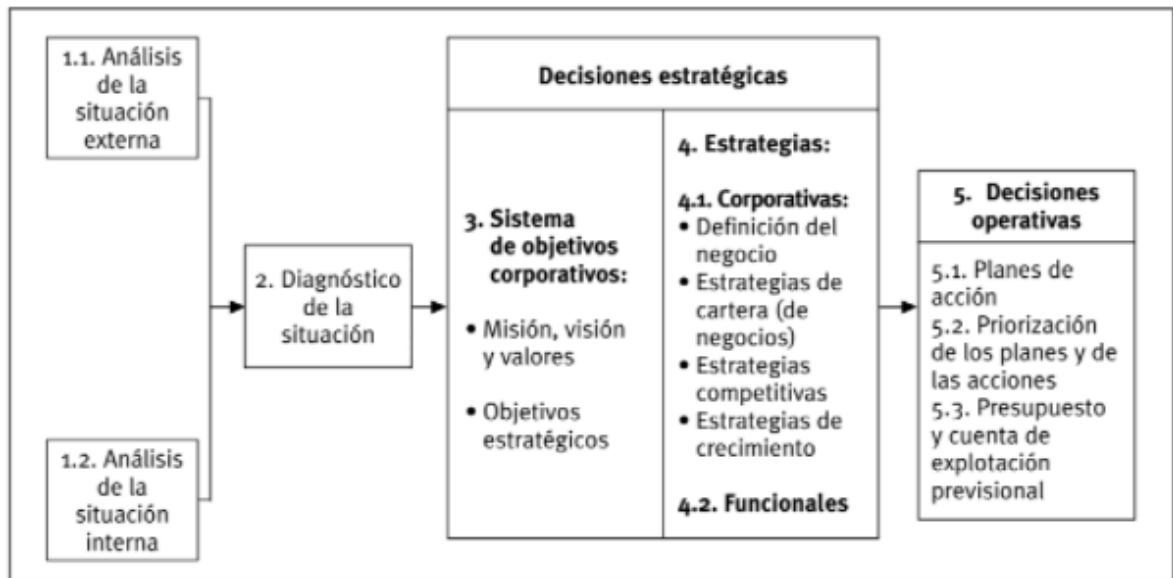 1.1. Análisis
de la
situación
externa
1.2. Análisis
de la
situación
interna
2. Diagnóstico
de la
situación
Decisiones estratégicas
3. Sistema
de objetivos
corporativos:
• Misión, visión
y valores
• Objetivos
estratégicos
4. Estrategias:
4.1. Corporativas:
• Definición del
negocio
• Estrategias de
cartera (de
negocios)
• Estrategias
competitivas
• Estrategias de
crecimiento
4.2. Funcionales
5. Decisiones
operativas
5.1. Planes de
acción
5.2. Priorización
de los planes y de
las acciones
5.3. Presupuesto
y cuenta de
explotación
previsional